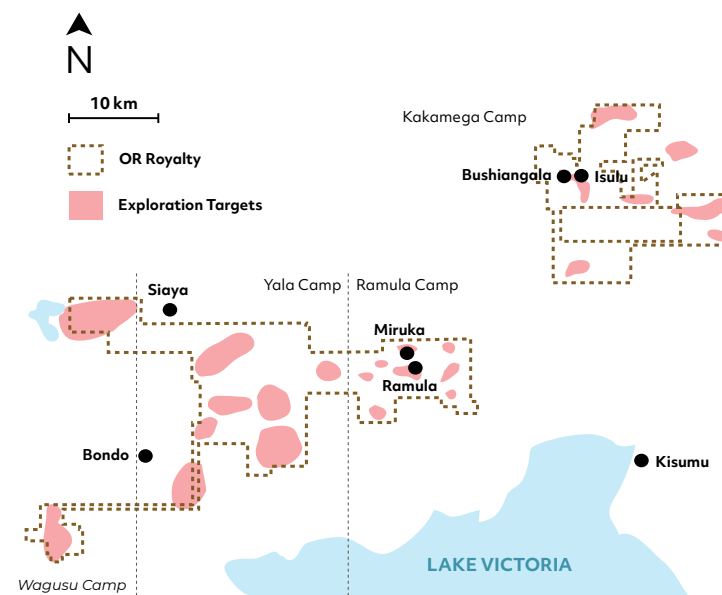 N
10 km
OR Royalty
Exploration Targets
Kakamega Camp
Bushiangala
Isulu
Yala Camp
Ramula Camp
Siaya
Miruka
Ramula
Bondo
Kisumu
LAKE VICTORIA
Wagusu Camp